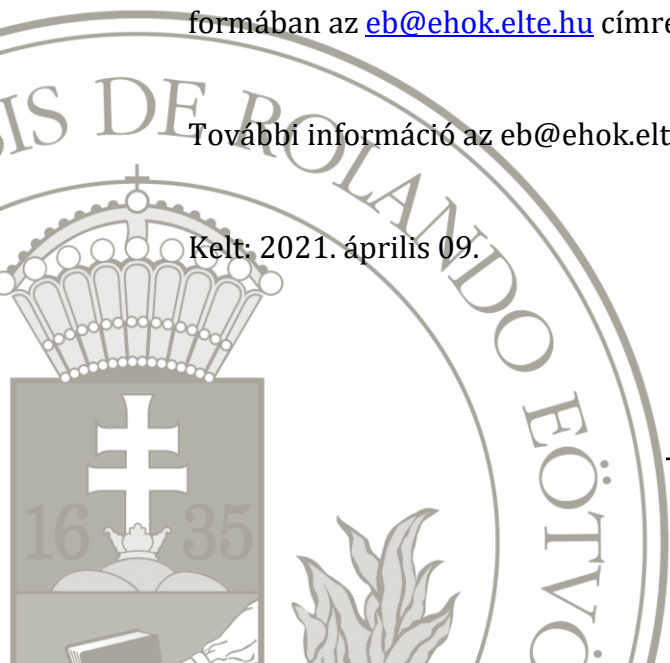 formában az eb@ehok.elte.hu címre
További információ az eb@ehok.elt
Kelt: 2021. április 09.
IS DE ROLANDO EÖTVÖ
16 35